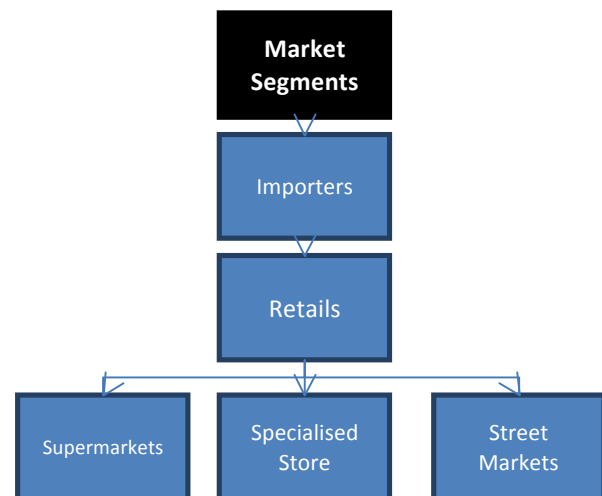 Market
Segments
Importers
Retails
Supermarkets
Specialised
Store
Street
Markets